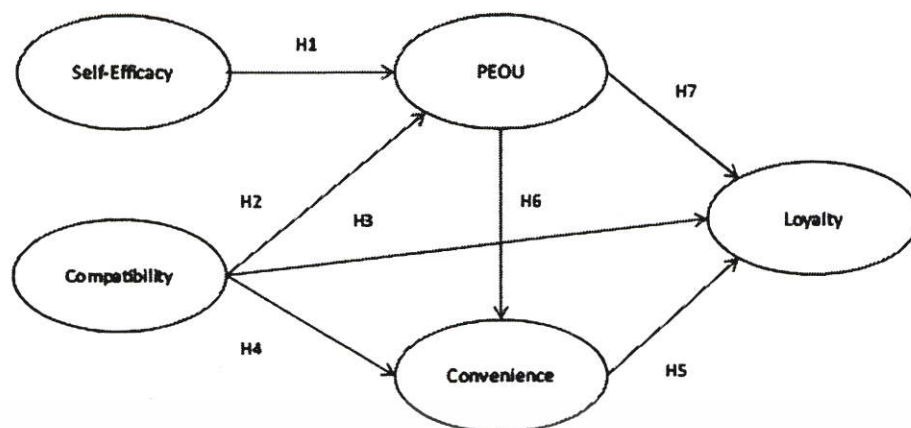 H1
Self-Efficacy
PEOU
H7
H2
H3
H6
Loyalty
Compatibility
H4
Convenience
H5